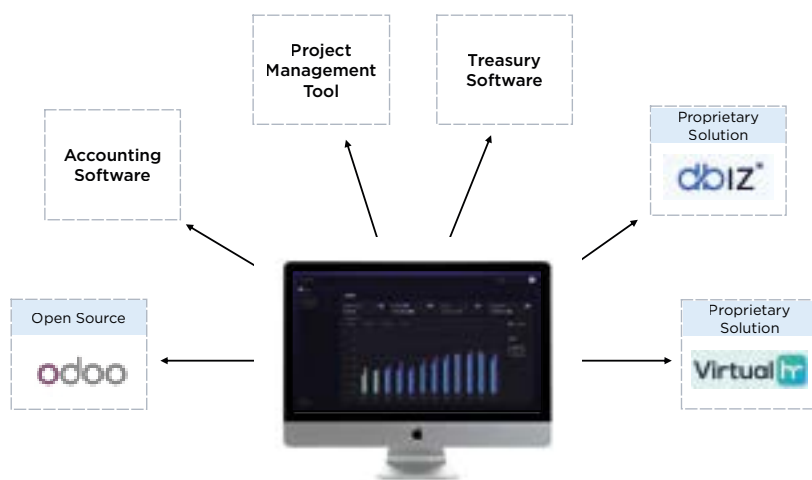 Project
Management
Tool
Treasury
Software
Accounting
Software
Proprietary
Solution
dbIZ
Open Source
odoo
Proprietary
Solution
Virtual hr